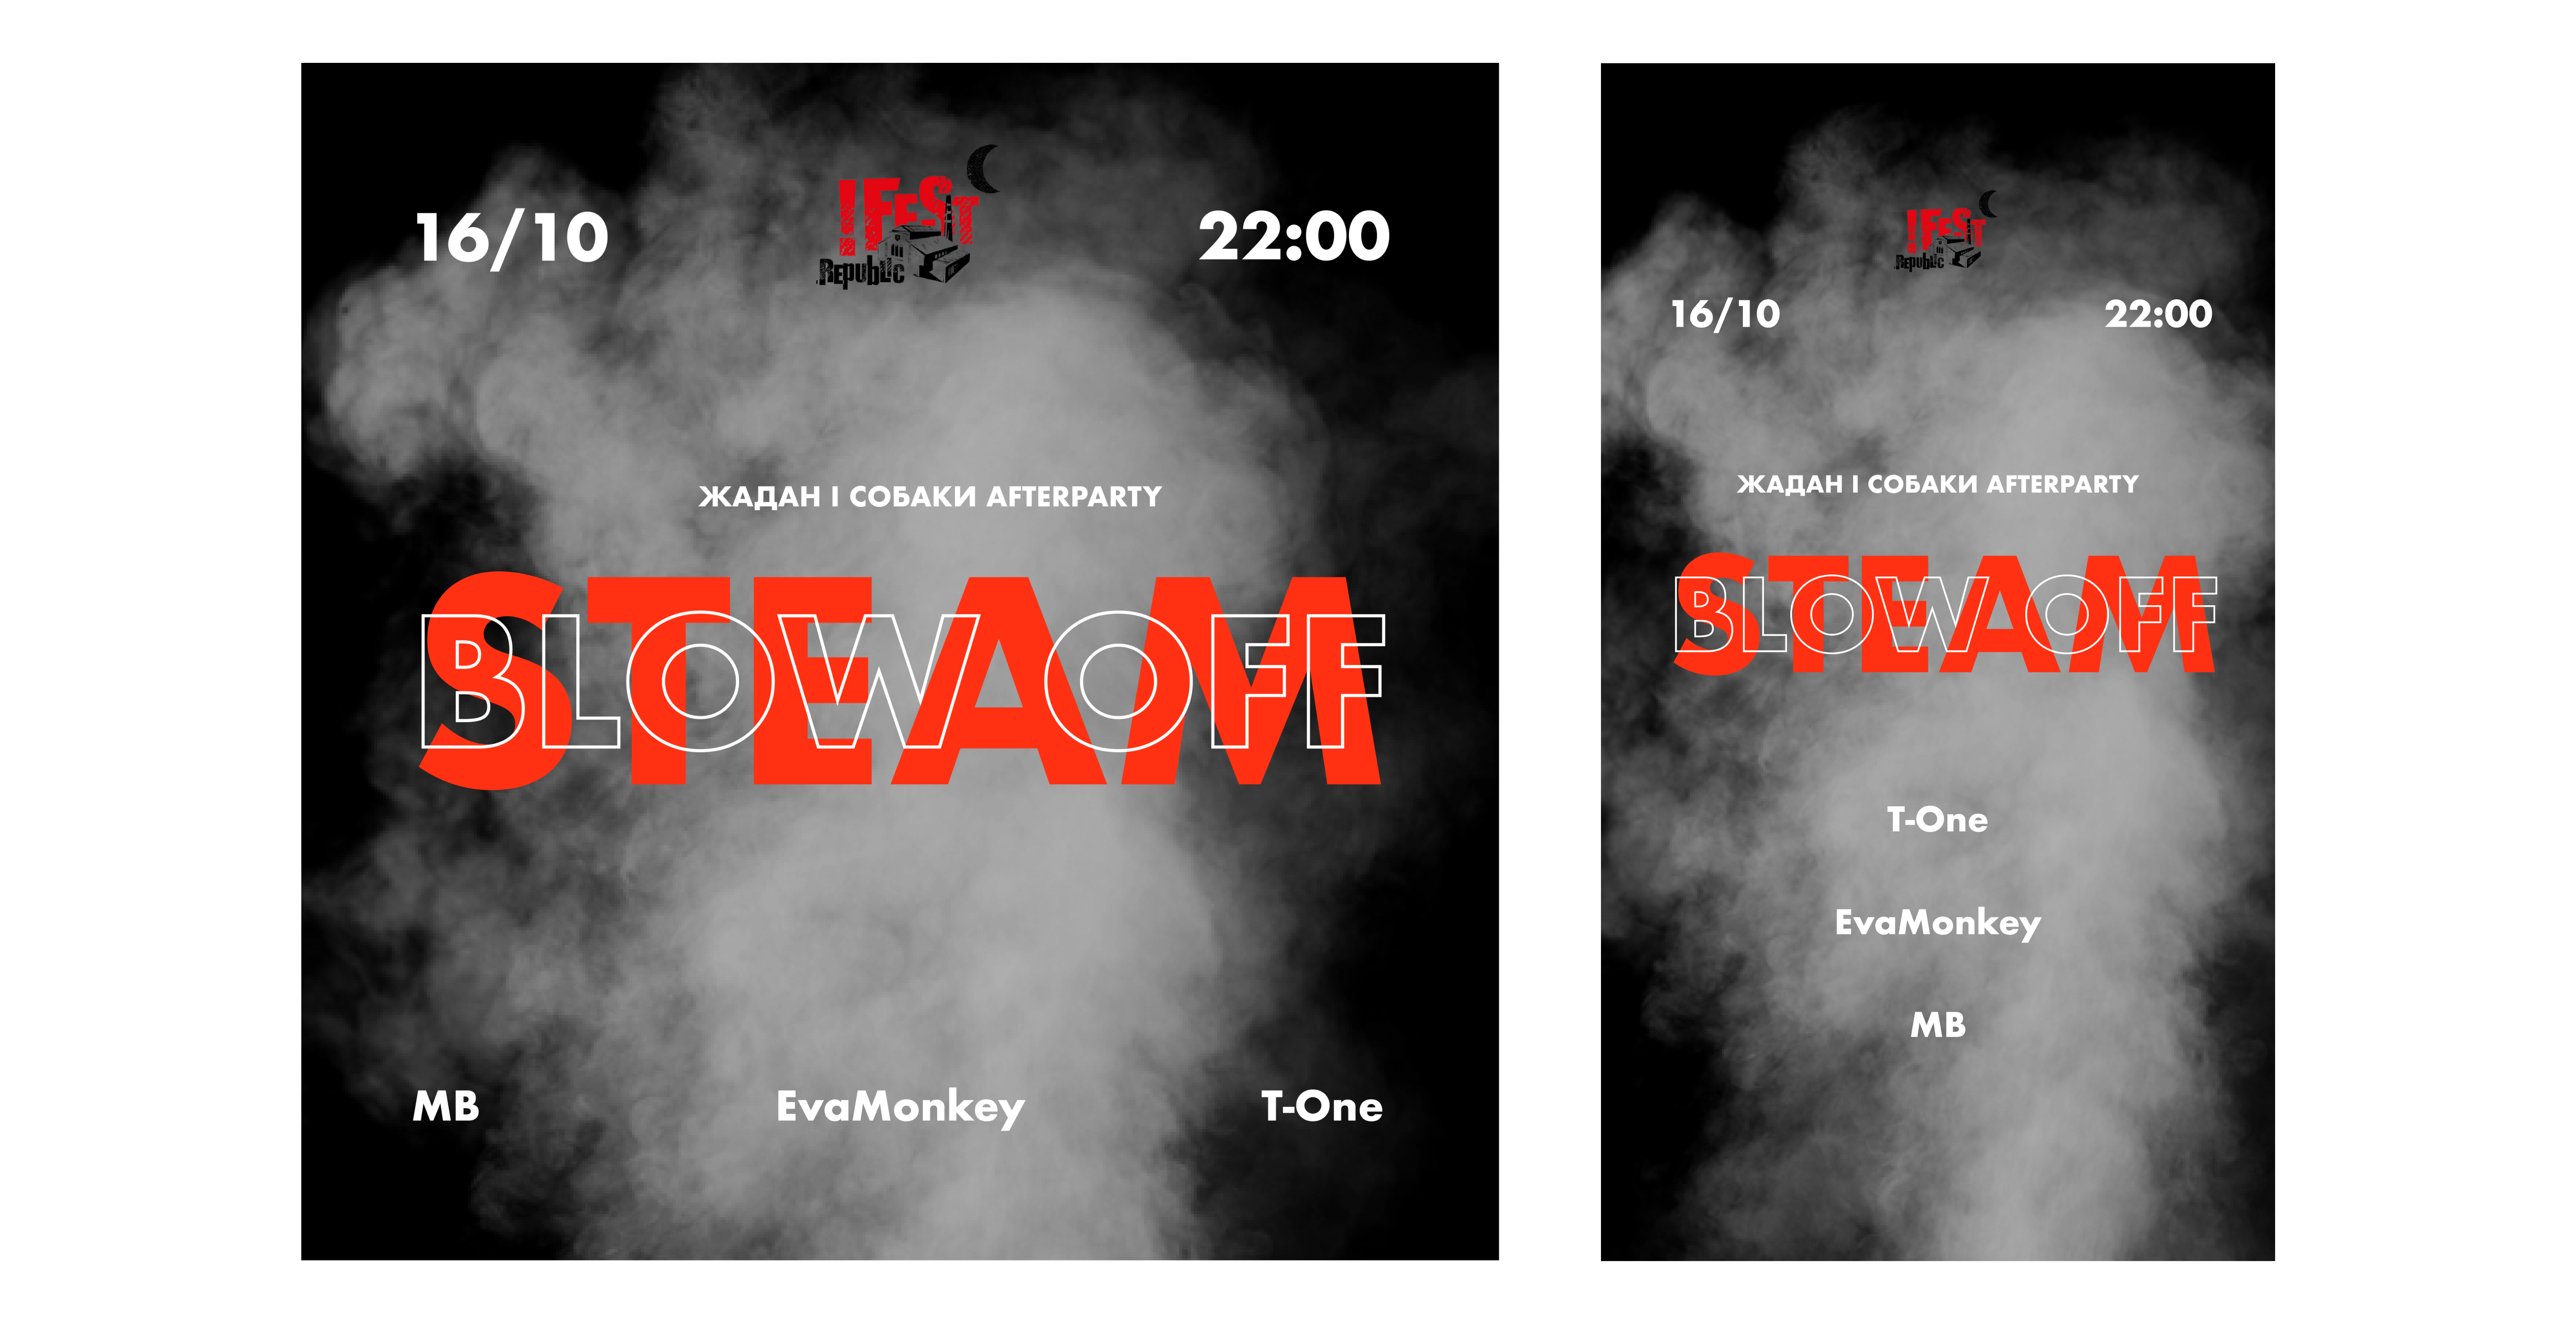 16/10
!FEST
Republic
22:00
ЖАДАН І СОБАКИ AFTERPARTY
STEAM
BLOW OFF
MB
EvaMonkey
T-One
!FEST
Republic
16/10
22:00
ЖАДАН І СОБАКИ AFTERPARTY
STEAM
BLOW OFF
T-One
EvaMonkey
MB